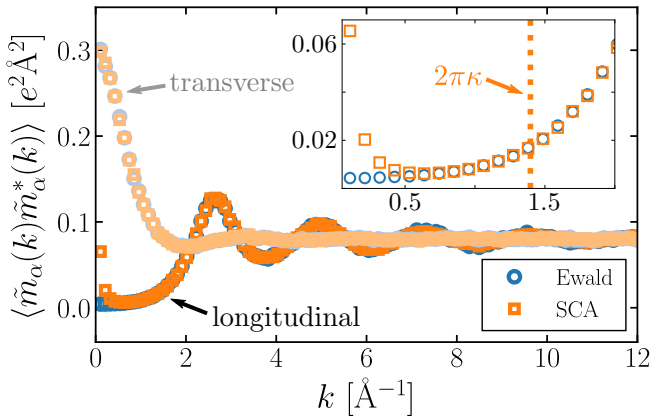 ⟨m̃α(k)m̃*α(k)⟩ [e²Å²]
0.3
0.2
0.1
0.0
transverse
longitudinal
0.06
0.02
2πκ
0.5
1.5
Ewald
SCA
0
2
4
6
8
10
12
k [Å⁻¹]